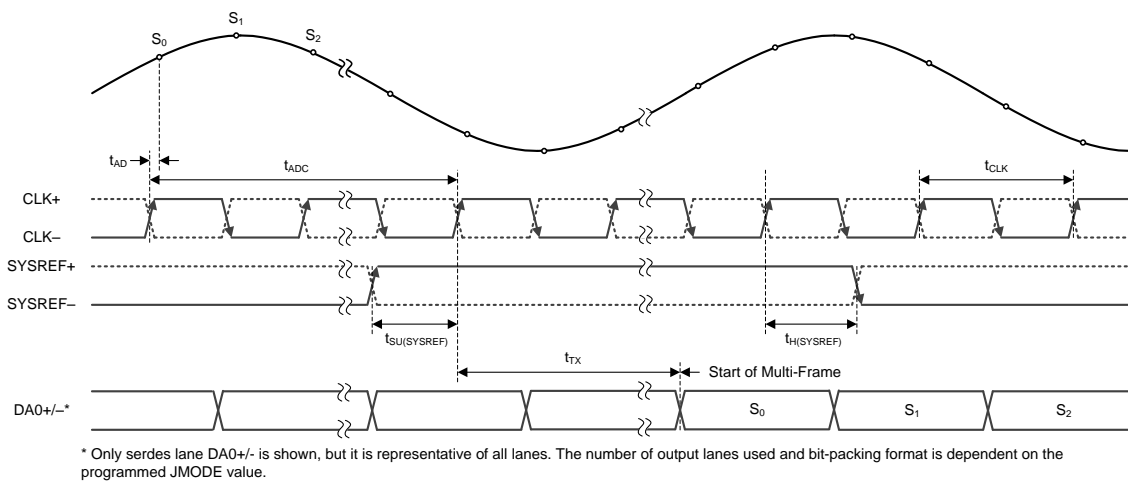 S0
S1
S2
tAD
tADC
tCLK
CLK+
CLK–
SYSREF+
SYSREF–
tSU(SYSREF)
tH(SYSREF)
tTX
Start of Multi-Frame
DA0+/–*
S0
S1
S2
* Only serdes lane DA0+/- is shown, but it is representative of all lanes. The number of output lanes used and bit-packing format is dependent on the
programmed JMODE value.